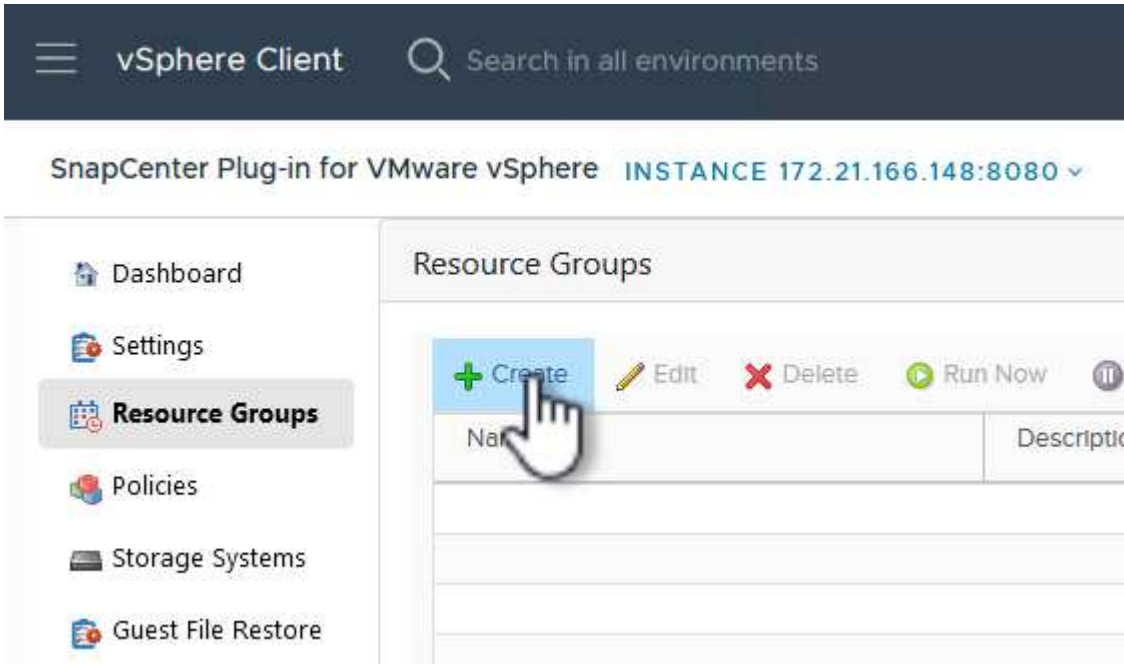 vSphere Client
Search in all environments
SnapCenter Plug-in for VMware vSphere INSTANCE 172.21.166.148:8080
Dashboard
Settings
Resource Groups
Policies
Storage Systems
Guest File Restore
Resource Groups
Create Edit Delete Run Now